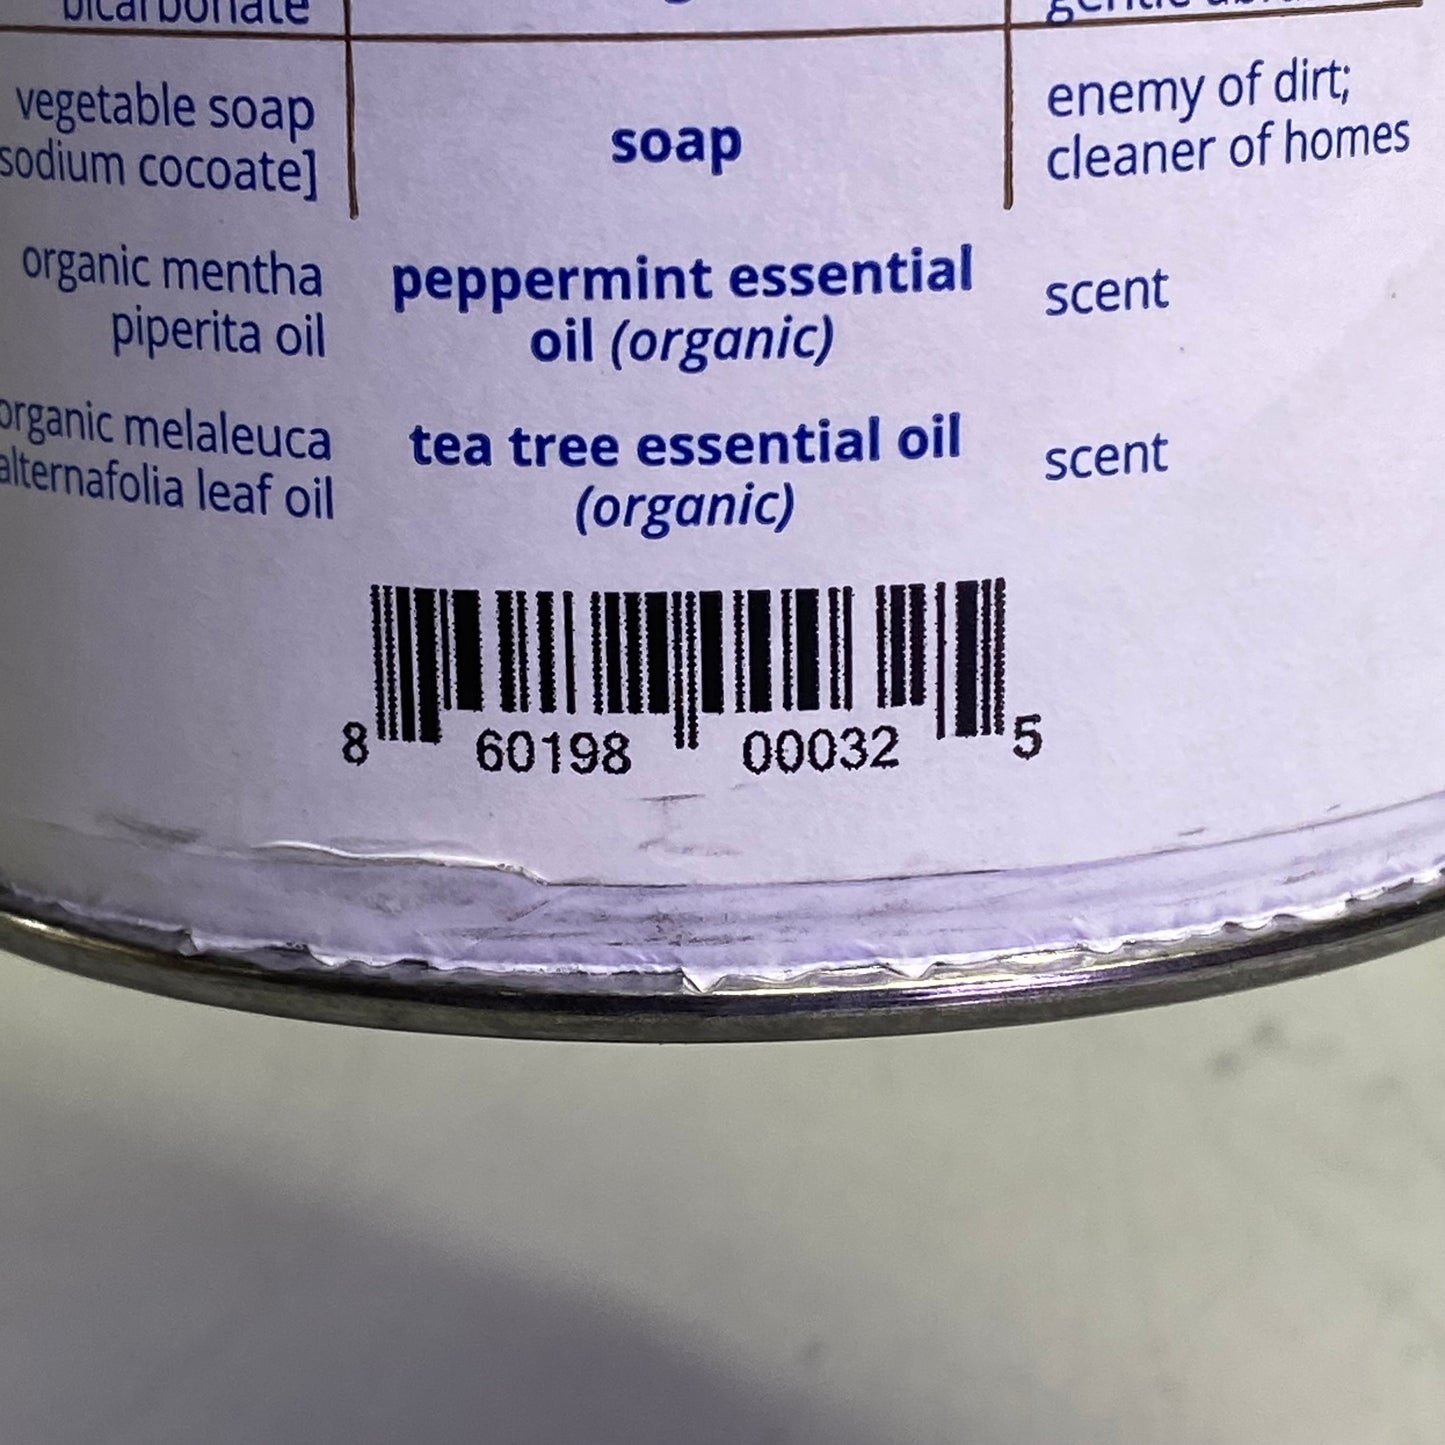 bicarbonate
vegetable soap
sodium cocoate]
soap
enemy of dirt;
cleaner of homes
organic mentha
piperita oil
peppermint essential
oil (organic)
scent
organic melaleuca
alternafolia leaf oil
tea tree essential oil
(organic)
scent
8 60198 00032 5